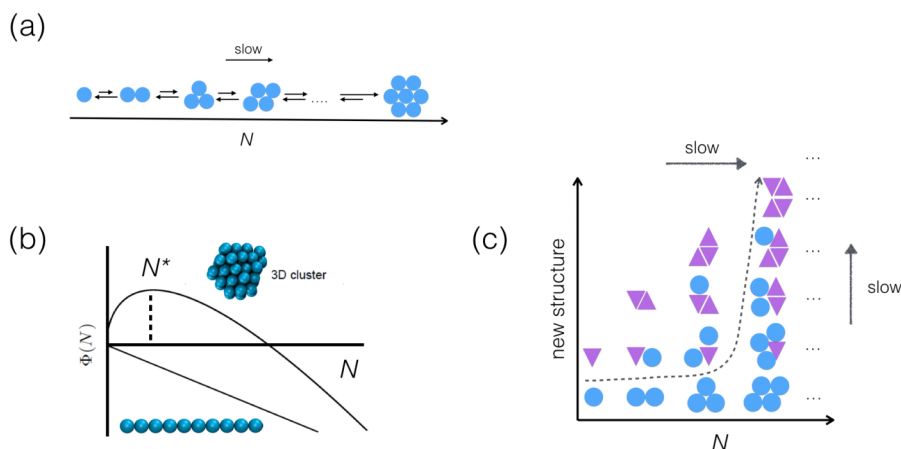 (a)
slow
....
N
(b)
N*
3D cluster
Φ(N)
N
(c)
slow
...
...
new structure
...
slow
...
...
...
N